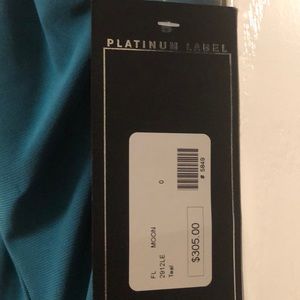 PLATINUM LABEL
FL MOON
2912LE 0
Teal
# 5849
$305.00